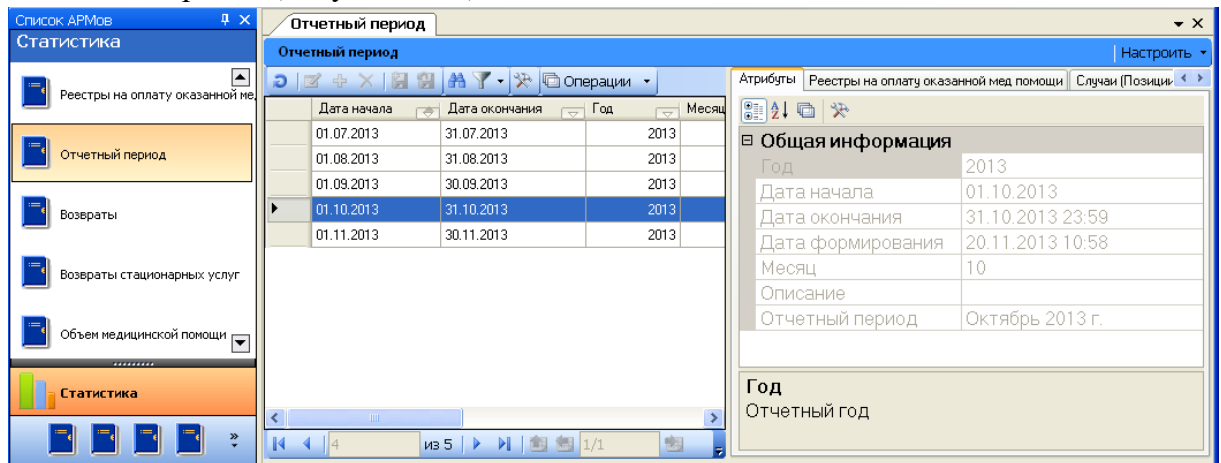 Список АРМов
Статистика
Реестры на оплату оказанной ме
Отчетный период
Возвраты
Возвраты стационарных услуг
Объем медицинской помощи
Статистика
Отчетный период
Отчетный период
Настроить
Операции
Дата начала Дата окончания Год Месяц
01.07.2013 31.07.2013 2013
01.08.2013 31.08.2013 2013
01.09.2013 30.09.2013 2013
01.10.2013 31.10.2013 2013
01.11.2013 30.11.2013 2013
4 из 5 1/1
Атрибуты Реестры на оплату оказанной мед помощи Случаи (Позиции
Общая информация
Год 2013
Дата начала 01.10.2013
Дата окончания 31.10.2013 23:59
Дата формирования 20.11.2013 10:58
Месяц 10
Описание
Отчетный период Октябрь 2013 г.
Год
Отчетный год